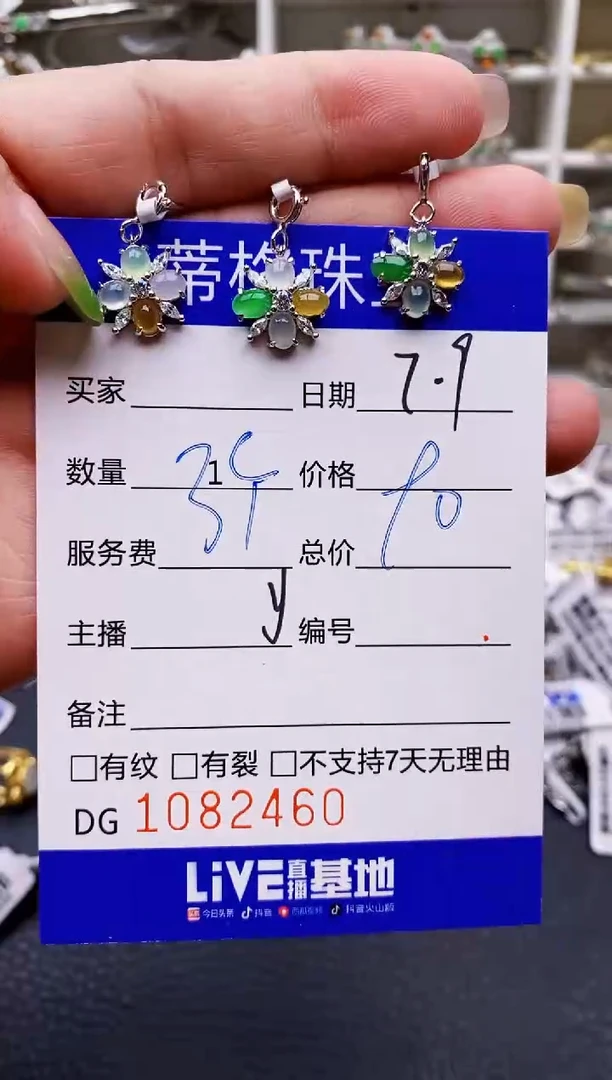 蒂 珠
买家 日期 7.9
数量 1 价格
服务费 总价
主播 y 编号
备注
□有纹 □有裂 □不支持7天无理由
DG 1082460
LiVE直播基地
今日头条 抖音 西瓜视频 抖音火山版